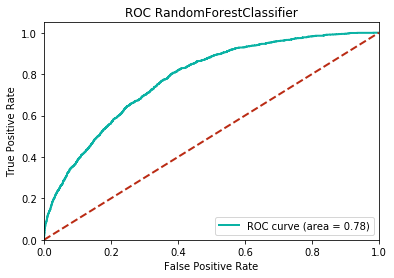 ROC RandomForestClassifier
True Positive Rate
1.0
0.8
0.6
0.4
0.2
0.0
0.0 0.2 0.4 0.6 0.8 1.0
False Positive Rate
ROC curve (area = 0.78)